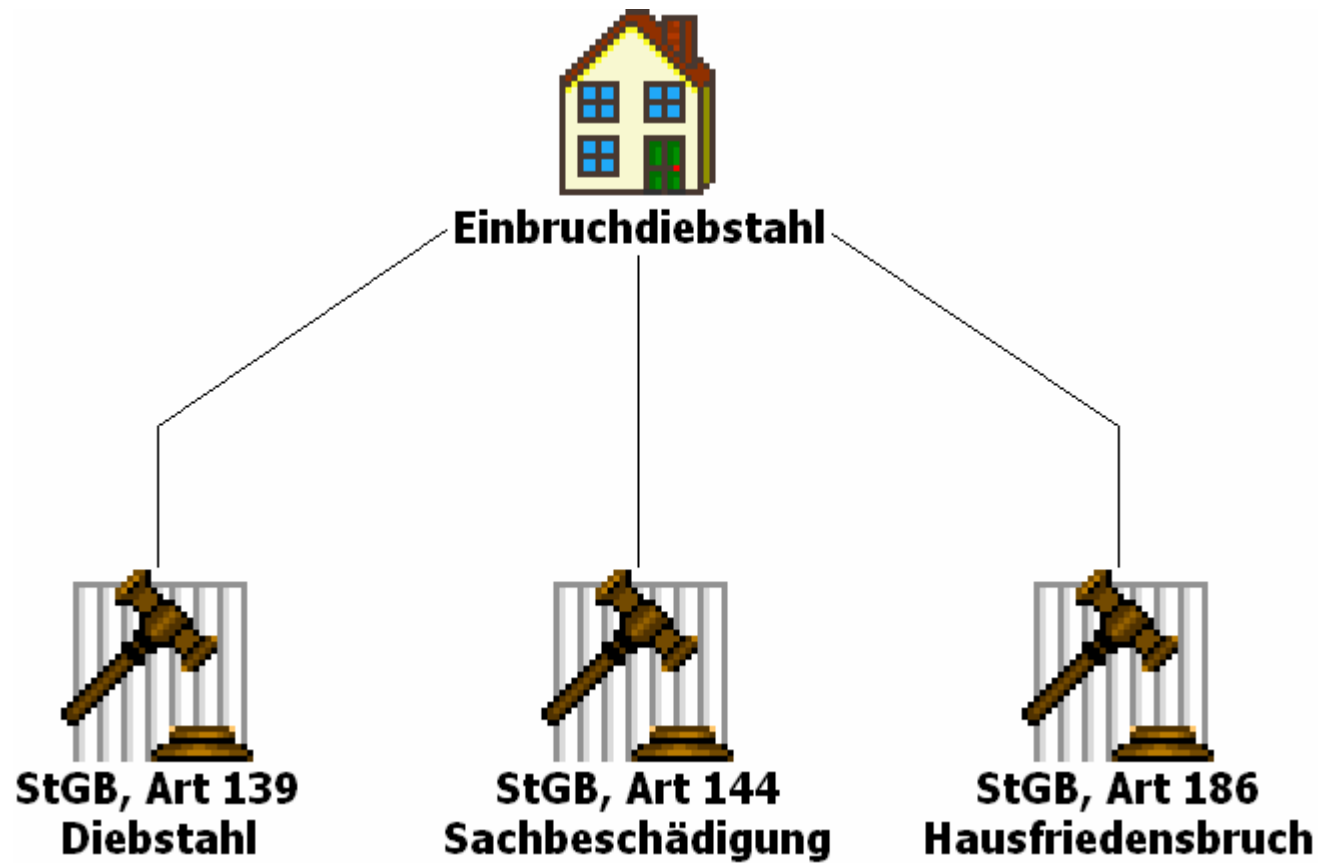 Einbruchdiebstahl
StGB, Art 139
Diebstahl
StGB, Art 144
Sachbeschädigung
StGB, Art 186
Hausfriedensbruch